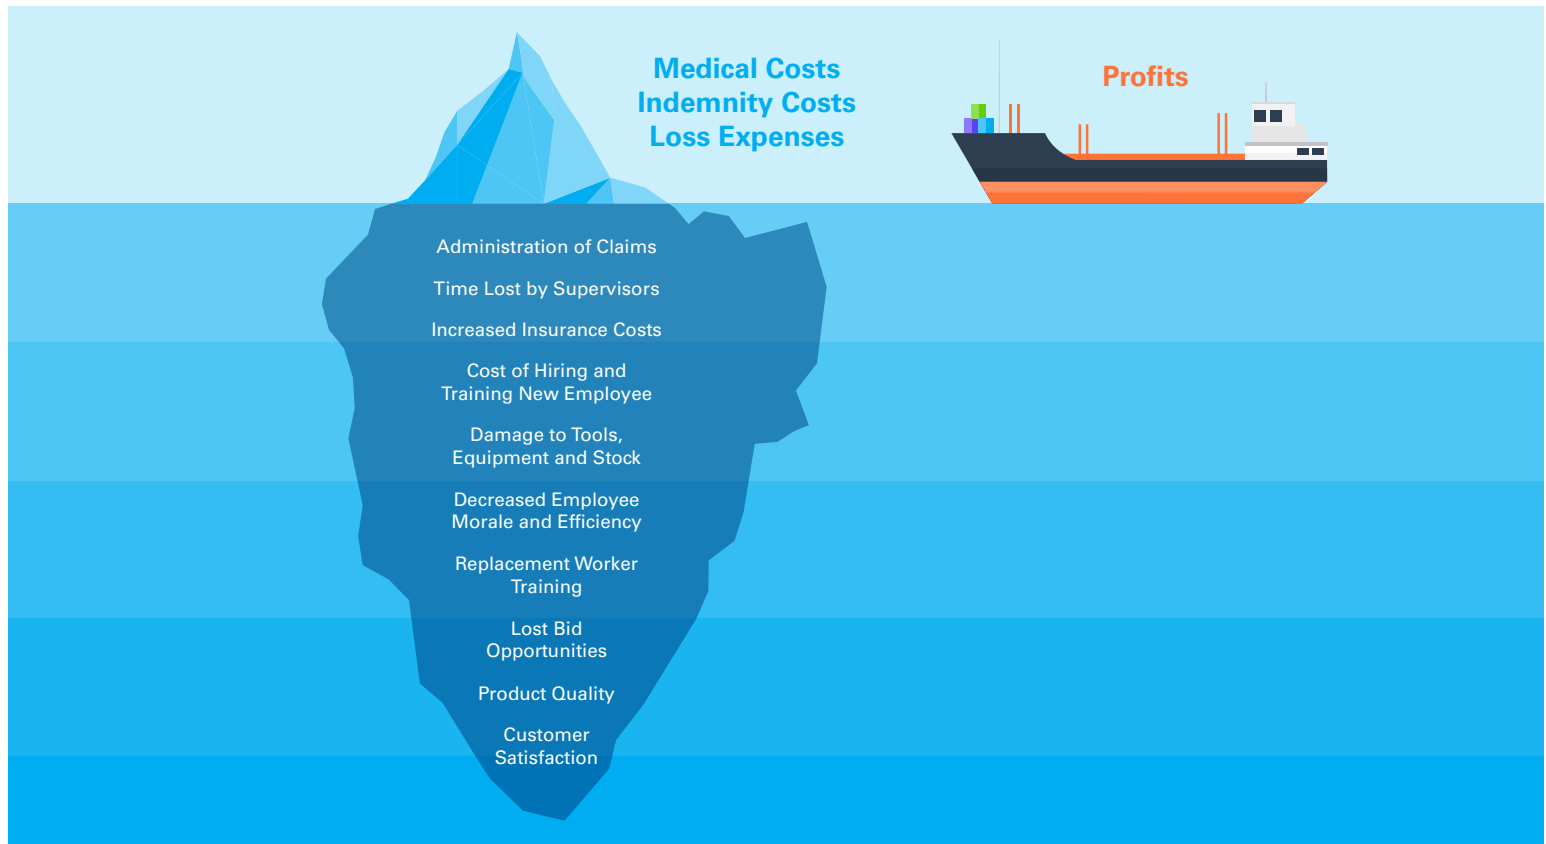 Medical Costs
Indemnity Costs
Loss Expenses
Profits
Administration of Claims
Time Lost by Supervisors
Increased Insurance Costs
Cost of Hiring and
Training New Employee
Damage to Tools,
Equipment and Stock
Decreased Employee
Morale and Efficiency
Replacement Worker
Training
Lost Bid
Opportunities
Product Quality
Customer
Satisfaction